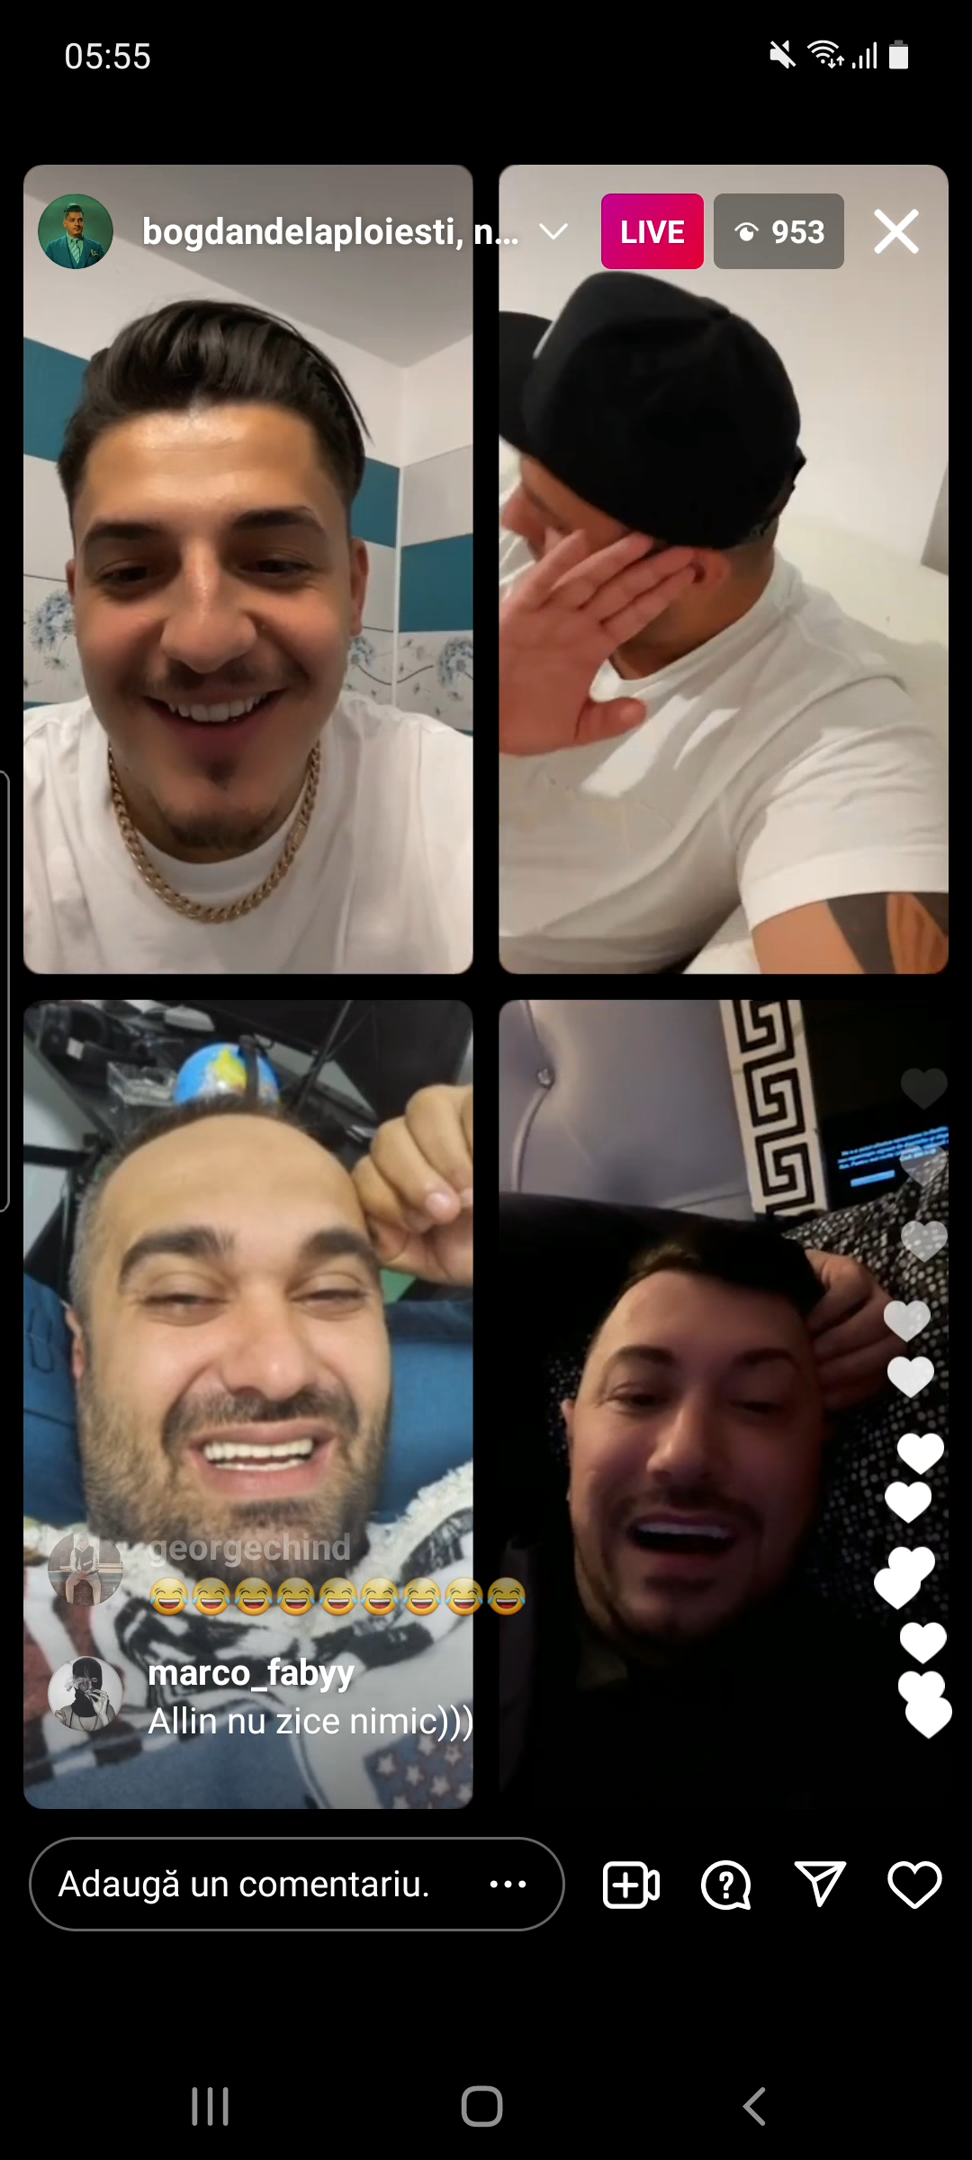 05:55
bogdandelaploiesti, n...
LIVE
953
georgechind
😂😂😂😂😂😂😂😂😂
marco_fabyy
Allin nu zice nimic)))
Adaugă un comentariu.